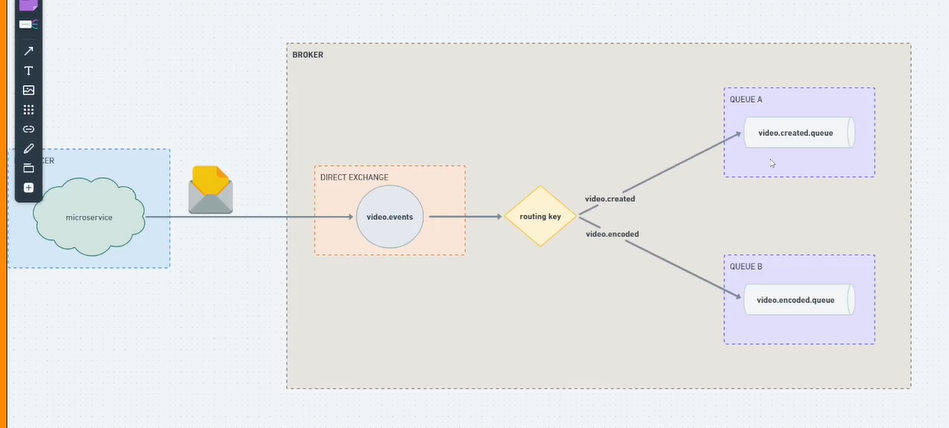 BROKER
QUEUE A
video.created.queue
CER
DIRECT EXCHANGE
microservice
video.events
routing key
video.created
video.encoded
QUEUE B
video.encoded.queue